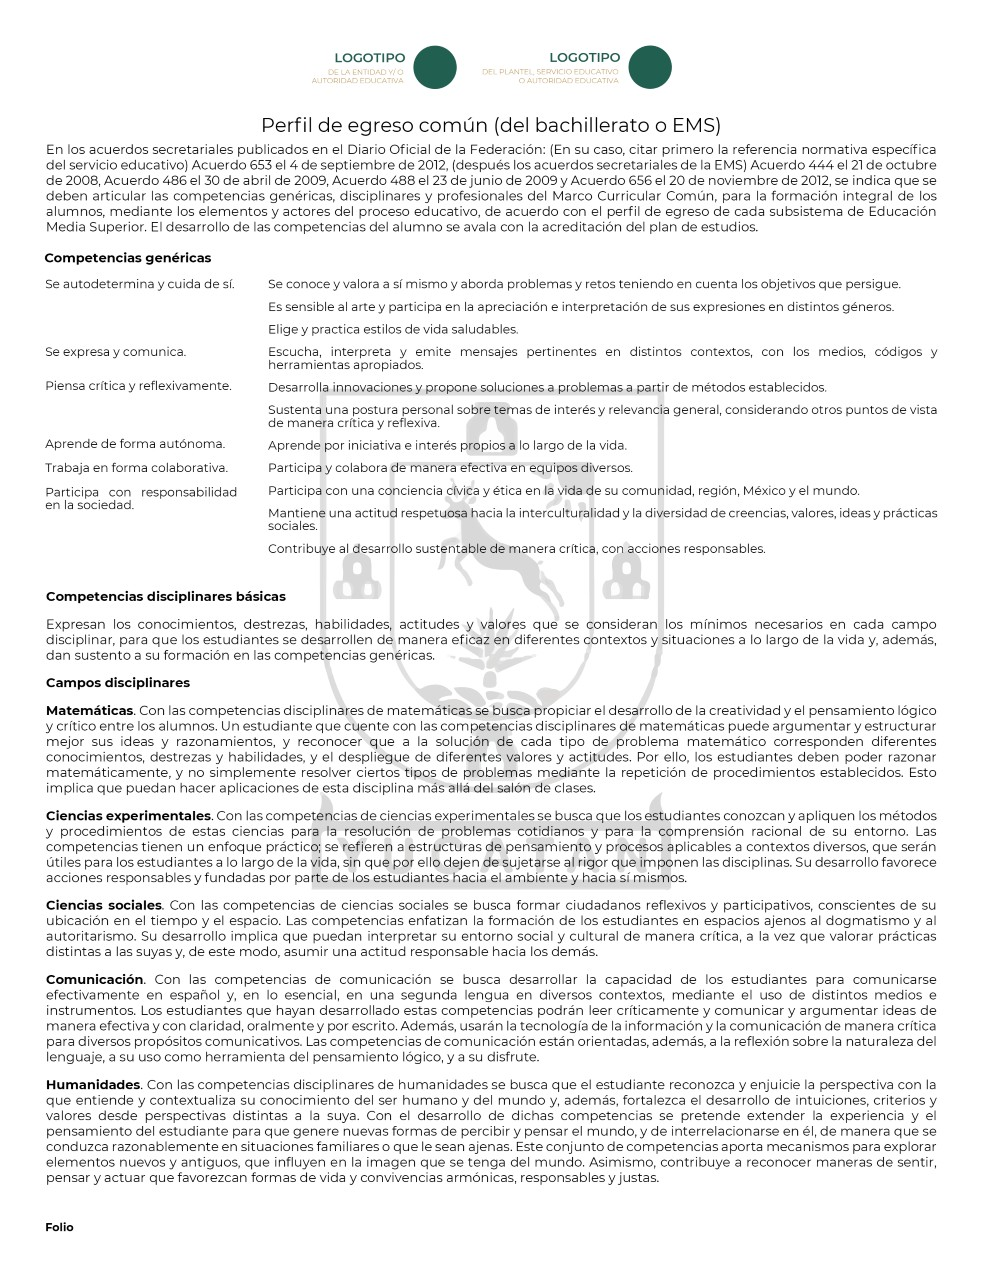 LOGOTIPO
DE LA ENTIDAD Y/ O
AUTORIDAD EDUCATIVA
LOGOTIPO
DEL PLANTEL, SERVICIO EDUCATIVO
O AUTORIDAD EDUCATIVA
Perfil de egreso común (del bachillerato o EMS)
En los acuerdos secretariales publicados en el Diario Oficial de la Federación: (En su caso, citar primero la referencia normativa específica
del servicio educativo) Acuerdo 653 el 4 de septiembre de 2012, (después los acuerdos secretariales de la EMS) Acuerdo 444 el 21 de octubre
de 2008, Acuerdo 486 el 30 de abril de 2009, Acuerdo 488 el 23 de junio de 2009 y Acuerdo 656 el 20 de noviembre de 2012, se indica que se
deben articular las competencias genéricas, disciplinares y profesionales del Marco Curricular Común, para la formación integral de los
alumnos, mediante los elementos y actores del proceso educativo, de acuerdo con el perfil de egreso de cada subsistema de Educación
Media Superior. El desarrollo de las competencias del alumno se avala con la acreditación del plan de estudios.
Competencias genéricas
Se autodetermina y cuida de sí.
Se conoce y valora a sí mismo y aborda problemas y retos teniendo en cuenta los objetivos que persigue.
Es sensible al arte y participa en la apreciación e interpretación de sus expresiones en distintos géneros.
Elige y practica estilos de vida saludables.
Se expresa y comunica.
Escucha, interpreta y emite mensajes pertinentes en distintos contextos, con los medios, códigos y
herramientas apropiados.
Piensa crítica y reflexivamente.
Desarrolla innovaciones y propone soluciones a problemas a partir de métodos establecidos.
Sustenta una postura personal sobre temas de interés y relevancia general, considerando otros puntos de vista
de manera crítica y reflexiva.
Aprende de forma autónoma.
Aprende por iniciativa e interés propios a lo largo de la vida.
Trabaja en forma colaborativa.
Participa y colabora de manera efectiva en equipos diversos.
Participa con responsabilidad
en la sociedad.
Participa con una conciencia cívica y ética en la vida de su comunidad, región, México y el mundo.
Mantiene una actitud respetuosa hacia la interculturalidad y la diversidad de creencias, valores, ideas y prácticas
sociales.
Contribuye al desarrollo sustentable de manera crítica, con acciones responsables.
Competencias disciplinares básicas
Expresan los conocimientos, destrezas, habilidades, actitudes y valores que se consideran los mínimos necesarios en cada campo
disciplinar, para que los estudiantes se desarrollen de manera eficaz en diferentes contextos y situaciones a lo largo de la vida y, además,
dan sustento a su formación en las competencias genéricas.
Campos disciplinares
Matemáticas. Con las competencias disciplinares de matemáticas se busca propiciar el desarrollo de la creatividad y el pensamiento lógico
y crítico entre los alumnos. Un estudiante que cuente con las competencias disciplinares de matemáticas puede argumentar y estructurar
mejor sus ideas y razonamientos, y reconocer que a la solución de cada tipo de problema matemático corresponden diferentes
conocimientos, destrezas y habilidades, y el despliegue de diferentes valores y actitudes. Por ello, los estudiantes deben poder razonar
matemáticamente, y no simplemente resolver ciertos tipos de problemas mediante la repetición de procedimientos establecidos. Esto
implica que puedan hacer aplicaciones de esta disciplina más allá del salón de clases.
Ciencias experimentales. Con las competencias de ciencias experimentales se busca que los estudiantes conozcan y apliquen los métodos
y procedimientos de estas ciencias para la resolución de problemas cotidianos y para la comprensión racional de su entorno. Las
competencias tienen un enfoque práctico; se refieren a estructuras de pensamiento y procesos aplicables a contextos diversos, que serán
útiles para los estudiantes a lo largo de la vida, sin que por ello dejen de sujetarse al rigor que imponen las disciplinas. Su desarrollo favorece
acciones responsables y fundadas por parte de los estudiantes hacia el ambiente y hacia sí mismos.
YUCATÁN
Ciencias sociales. Con las competencias de ciencias sociales se busca formar ciudadanos reflexivos y participativos, conscientes de su
ubicación en el tiempo y el espacio. Las competencias enfatizan la formación de los estudiantes en espacios ajenos al dogmatismo y al
autoritarismo. Su desarrollo implica que puedan interpretar su entorno social y cultural de manera crítica, a la vez que valorar prácticas
distintas a las suyas y, de este modo, asumir una actitud responsable hacia los demás.
Comunicación. Con las competencias de comunicación se busca desarrollar la capacidad de los estudiantes para comunicarse
efectivamente en español y, en lo esencial, en una segunda lengua en diversos contextos, mediante el uso de distintos medios e
instrumentos. Los estudiantes que hayan desarrollado estas competencias podrán leer críticamente y comunicar y argumentar ideas de
manera efectiva y con claridad, oralmente y por escrito. Además, usarán la tecnología de la información y la comunicación de manera crítica
para diversos propósitos comunicativos. Las competencias de comunicación están orientadas, además, a la reflexión sobre la naturaleza del
lenguaje, a su uso como herramienta del pensamiento lógico, y a su disfrute.
Humanidades. Con las competencias disciplinares de humanidades se busca que el estudiante reconozca y enjuicie la perspectiva con la
que entiende y contextualiza su conocimiento del ser humano y del mundo y, además, fortalezca el desarrollo de intuiciones, criterios y
valores desde perspectivas distintas a la suya. Con el desarrollo de dichas competencias se pretende extender la experiencia y el
pensamiento del estudiante para que genere nuevas formas de percibir y pensar el mundo, y de interrelacionarse en él, de manera que se
conduzca razonablemente en situaciones familiares o que le sean ajenas. Este conjunto de competencias aporta mecanismos para explorar
elementos nuevos y antiguos, que influyen en la imagen que se tenga del mundo. Asimismo, contribuye a reconocer maneras de sentir,
pensar y actuar que favorezcan formas de vida y convivencias armónicas, responsables y justas.
Folio